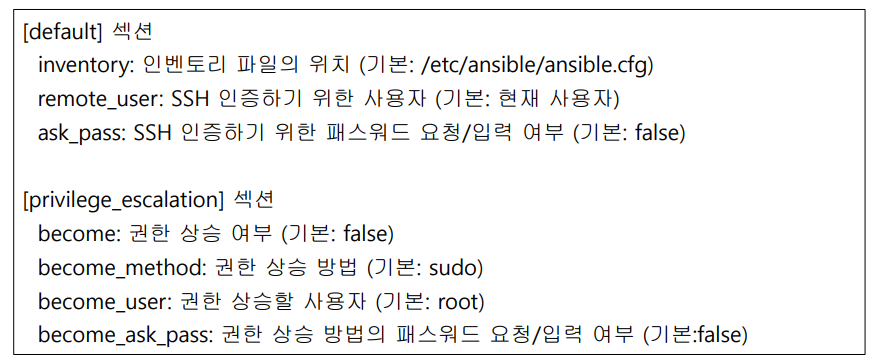 [default] 섹션
inventory: 인벤토리 파일의 위치 (기본: /etc/ansible/ansible.cfg)
remote_user: SSH 인증하기 위한 사용자 (기본: 현재 사용자)
ask_pass: SSH 인증하기 위한 패스워드 요청/입력 여부 (기본: false)
[privilege_escalation] 섹션
become: 권한 상승 여부 (기본: false)
become_method: 권한 상승 방법 (기본: sudo)
become_user: 권한 상승할 사용자 (기본: root)
become_ask_pass: 권한 상승 방법의 패스워드 요청/입력 여부 (기본:false)